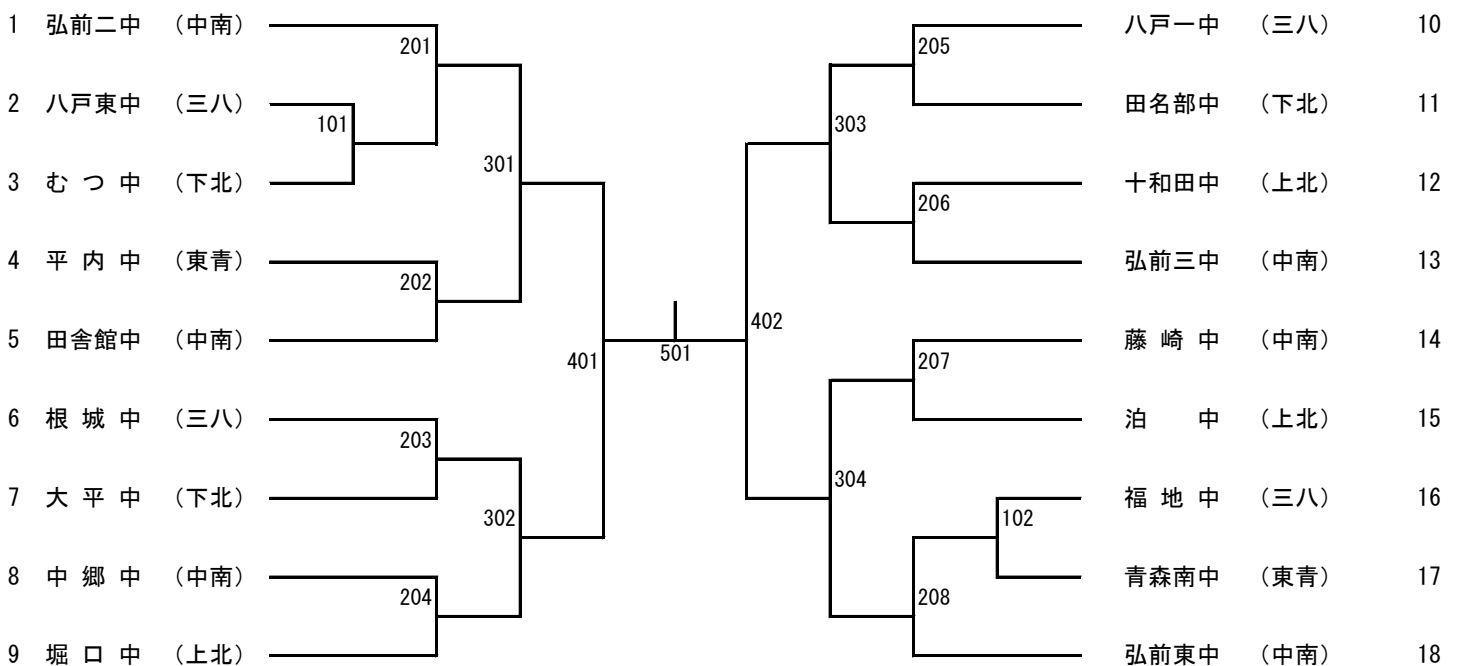 1 弘前二中 （中南）
201
2 八戸東中 （三八）
101
3 む つ 中 （下北）
301
4 平 内 中 （東青）
202
5 田舎館中 （中南）
401
6 根 城 中 （三八）
203
7 大 平 中 （下北）
302
8 中 郷 中 （中南）
204
9 堀 口 中 （上北）
501
八戸一中 （三八） 10
205
田名部中 （下北） 11
303
十和田中 （上北） 12
206
弘前三中 （中南） 13
402
藤 崎 中 （中南） 14
207
泊 中 （上北） 15
304
福 地 中 （三八） 16
102
青森南中 （東青） 17
208
弘前東中 （中南） 18